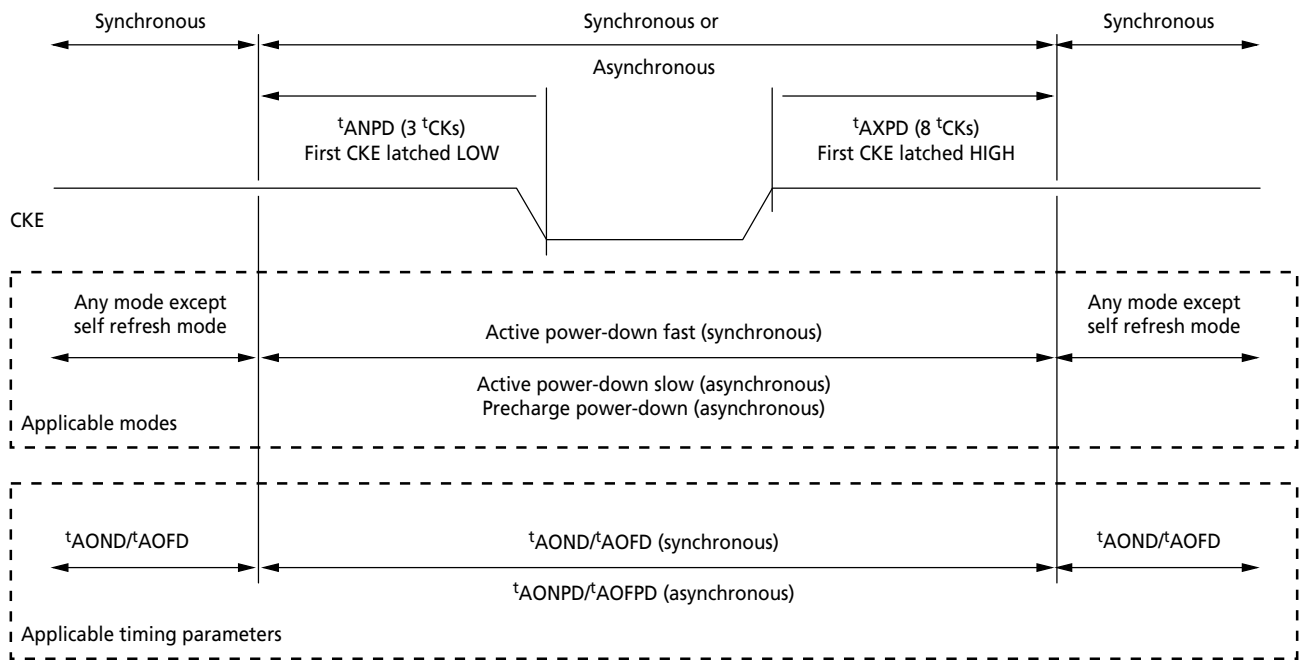 Synchronous
Synchronous or
Asynchronous
Synchronous
ᵗANPD (3 ᵗCKs)
First CKE latched LOW
ᵗAXPD (8 ᵗCKs)
First CKE latched HIGH
CKE
Any mode except
self refresh mode
Active power-down fast (synchronous)
Active power-down slow (asynchronous)
Precharge power-down (asynchronous)
Any mode except
self refresh mode
Applicable modes
ᵗAOND/ᵗAOFD
ᵗAOND/ᵗAOFD (synchronous)
ᵗAONPD/ᵗAOFPD (asynchronous)
ᵗAOND/ᵗAOFD
Applicable timing parameters